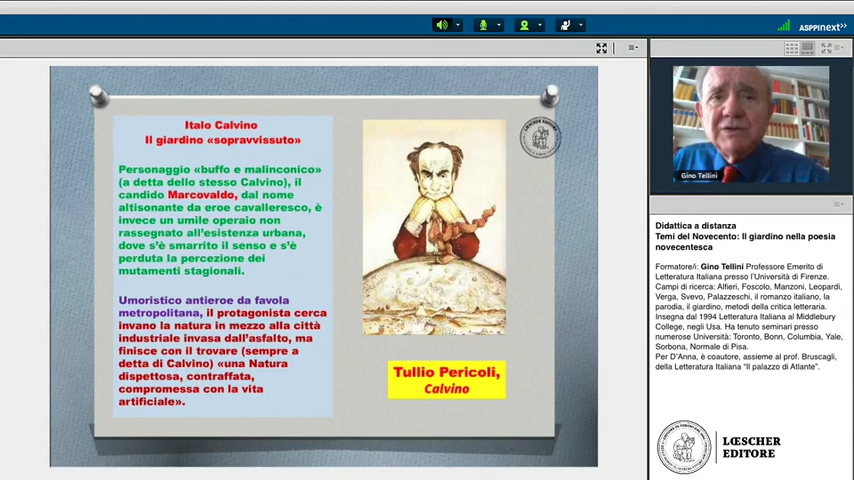 ASPPInext>>
Italo Calvino
Il giardino «sopravvissuto»
Personaggio «buffo e malinconico»
(a detta dello stesso Calvino), il
candido Marcovaldo, dal nome
altisonante da eroe cavalleresco, è
invece un umile operaio non
rassegnato all'esistenza urbana,
dove s'è smarrito il senso e s'è
perduta la percezione dei
mutamenti stagionali.
Umoristico antieroe da favola
metropolitana, il protagonista cerca
invano la natura in mezzo alla città
industriale invasa dall'asfalto, ma
finisce con il trovare (sempre a
detta di Calvino) «una Natura
dispettosa, contraffatta,
compromessa con la vita
artificiale».
Tullio Pericoli,
Calvino
Gino Tellini
Didattica a distanza
Temi del Novecento: Il giardino nella poesia
novecentesca
Formatore/i: Gino Tellini Professore Emerito di
Letteratura Italiana presso l'Università di Firenze.
Campi di ricerca: Alfieri, Foscolo, Manzoni, Leopardi,
Verga, Svevo, Palazzeschi, il romanzo italiano, la
parodia, il giardino, metodi della critica letteraria.
Insegna dal 1994 Letteratura Italiana al Middlebury
College, negli Usa. Ha tenuto seminari presso
numerose Università: Toronto, Bonn, Columbia, Yale,
Sorbona, Normale di Pisa.
Per D'Anna, è coautore, assieme al prof. Bruscagli,
della Letteratura Italiana "Il palazzo di Atlante".
LŒSCHER
EDITORE